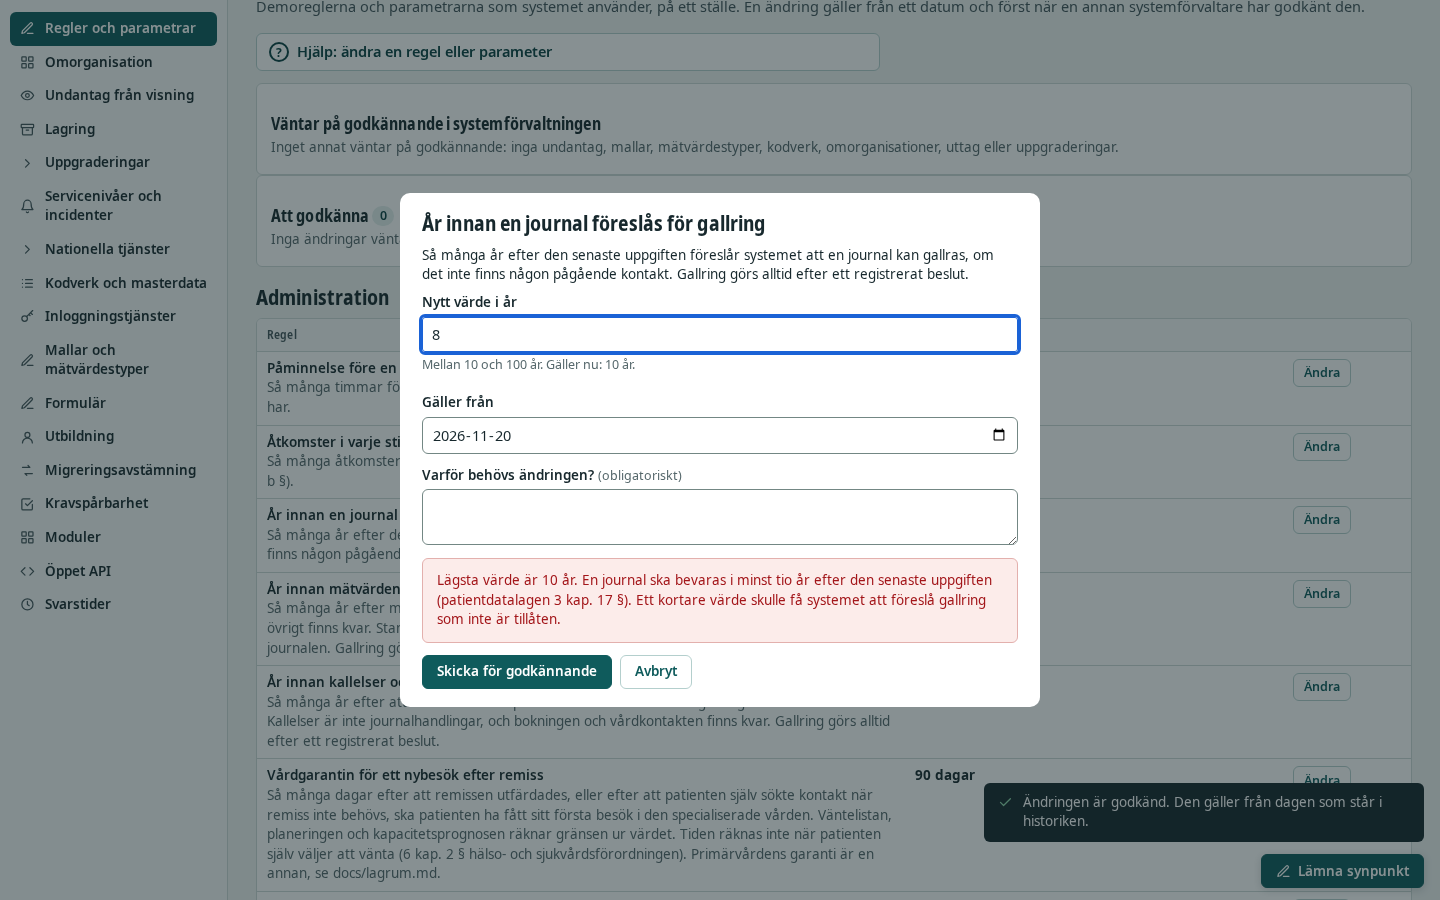 Regler och parametrar
Omorganisation
Undantag från visning
Lagring
Uppgraderingar
Servicenivåer och
incidenter
Nationella tjänster
Kodverk och masterdata
Inloggningstjänster
Mallar och
mätvärdestyper
Formulär
Utbildning
Migreringsavstämning
Kravspårbarhet
Moduler
Öppet API
Svarstider
Demoreglerna och parametrarna som systemet använder, på ett ställe. En ändring gäller från ett datum och först när en annan systemförvaltare har godkänt den.
? Hjälp: ändra en regel eller parameter
Väntar på godkännande i systemförvaltningen
Inget annat väntar på godkännande: inga undantag, mallar, mätvärdestyper, kodverk, omorganisationer, uttag eller uppgraderingar.
Att godkänna 0
Inga ändringar vänt
Administration
Regel
Påminnelse före en
Så många timmar fö
har.
Ändra
Åtkomster i varje sti
Så många åtkomster
b §).
Ändra
År innan en journal
Så många år efter de
finns någon pågåend
Ändra
År innan mätvärden
Så många år efter m
övrigt finns kvar. Star
journalen. Gallring gö
Ändra
År innan kallelser oc
Så många år efter at
Kallelser är inte journalhandlingar, och bokningen och vårdkontakten finns kvar. Gallring görs alltid
efter ett registrerat beslut.
Ändra
Vårdgarantin för ett nybesök efter remiss
90 dagar
Ändra
Så många dagar efter att remissen utfärdades, eller efter att patienten själv sökte kontakt när
remiss inte behövs, ska patienten ha fått sitt första besök i den specialiserade vården. Väntelistan,
planeringen och kapacitetsprognosen räknar gränsen ur värdet. Tiden räknas inte när patienten
själv väljer att vänta (6 kap. 2 § hälso- och sjukvårdsförordningen). Primärvårdens garanti är en
annan, se docs/lagrum.md.
År innan en journal föreslås för gallring
Så många år efter den senaste uppgiften föreslår systemet att en journal kan gallras, om
det inte finns någon pågående kontakt. Gallring görs alltid efter ett registrerat beslut.
Nytt värde i år
8
Mellan 10 och 100 år. Gäller nu: 10 år.
Gäller från
2026-11-20
Varför behövs ändringen? (obligatoriskt)
Lägsta värde är 10 år. En journal ska bevaras i minst tio år efter den senaste uppgiften
(patientdatalagen 3 kap. 17 §). Ett kortare värde skulle få systemet att föreslå gallring
som inte är tillåten.
Skicka för godkännande
Avbryt
Ändringen är godkänd. Den gäller från dagen som står i
historiken.
Lämna synpunkt